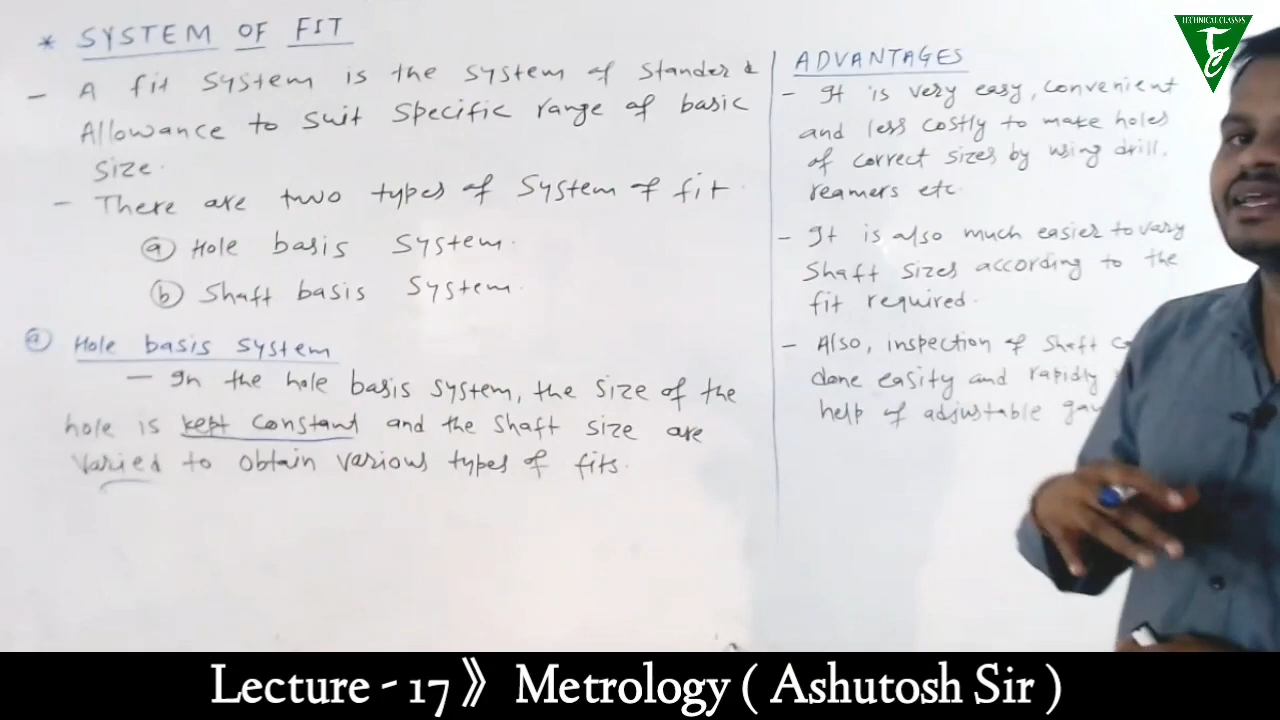 * SYSTEM OF FIT
- A fit system is the system of Stander d
Allowance to suit specific range of basic
size.
- There are two types of System of fit
(a) Hole basis System.
(b) Shaft basis System.
(a) Hole basis system
- In the hole basis system, the size of the
hole is kept constant and the shaft size are
varied to obtain various types of fits.
ADVANTAGES
- It is very easy, convenient
and less costly to make holes
of correct sizes by using drill,
reamers etc.
- It is also much easier to vary
Shaft sizes according to the
fit required.
- Also, inspection of shaft
done easity and rapidly
help of adjustable
TECHNICAL CLASSES
TC
Lecture - 17 》 Metrology ( Ashutosh Sir )